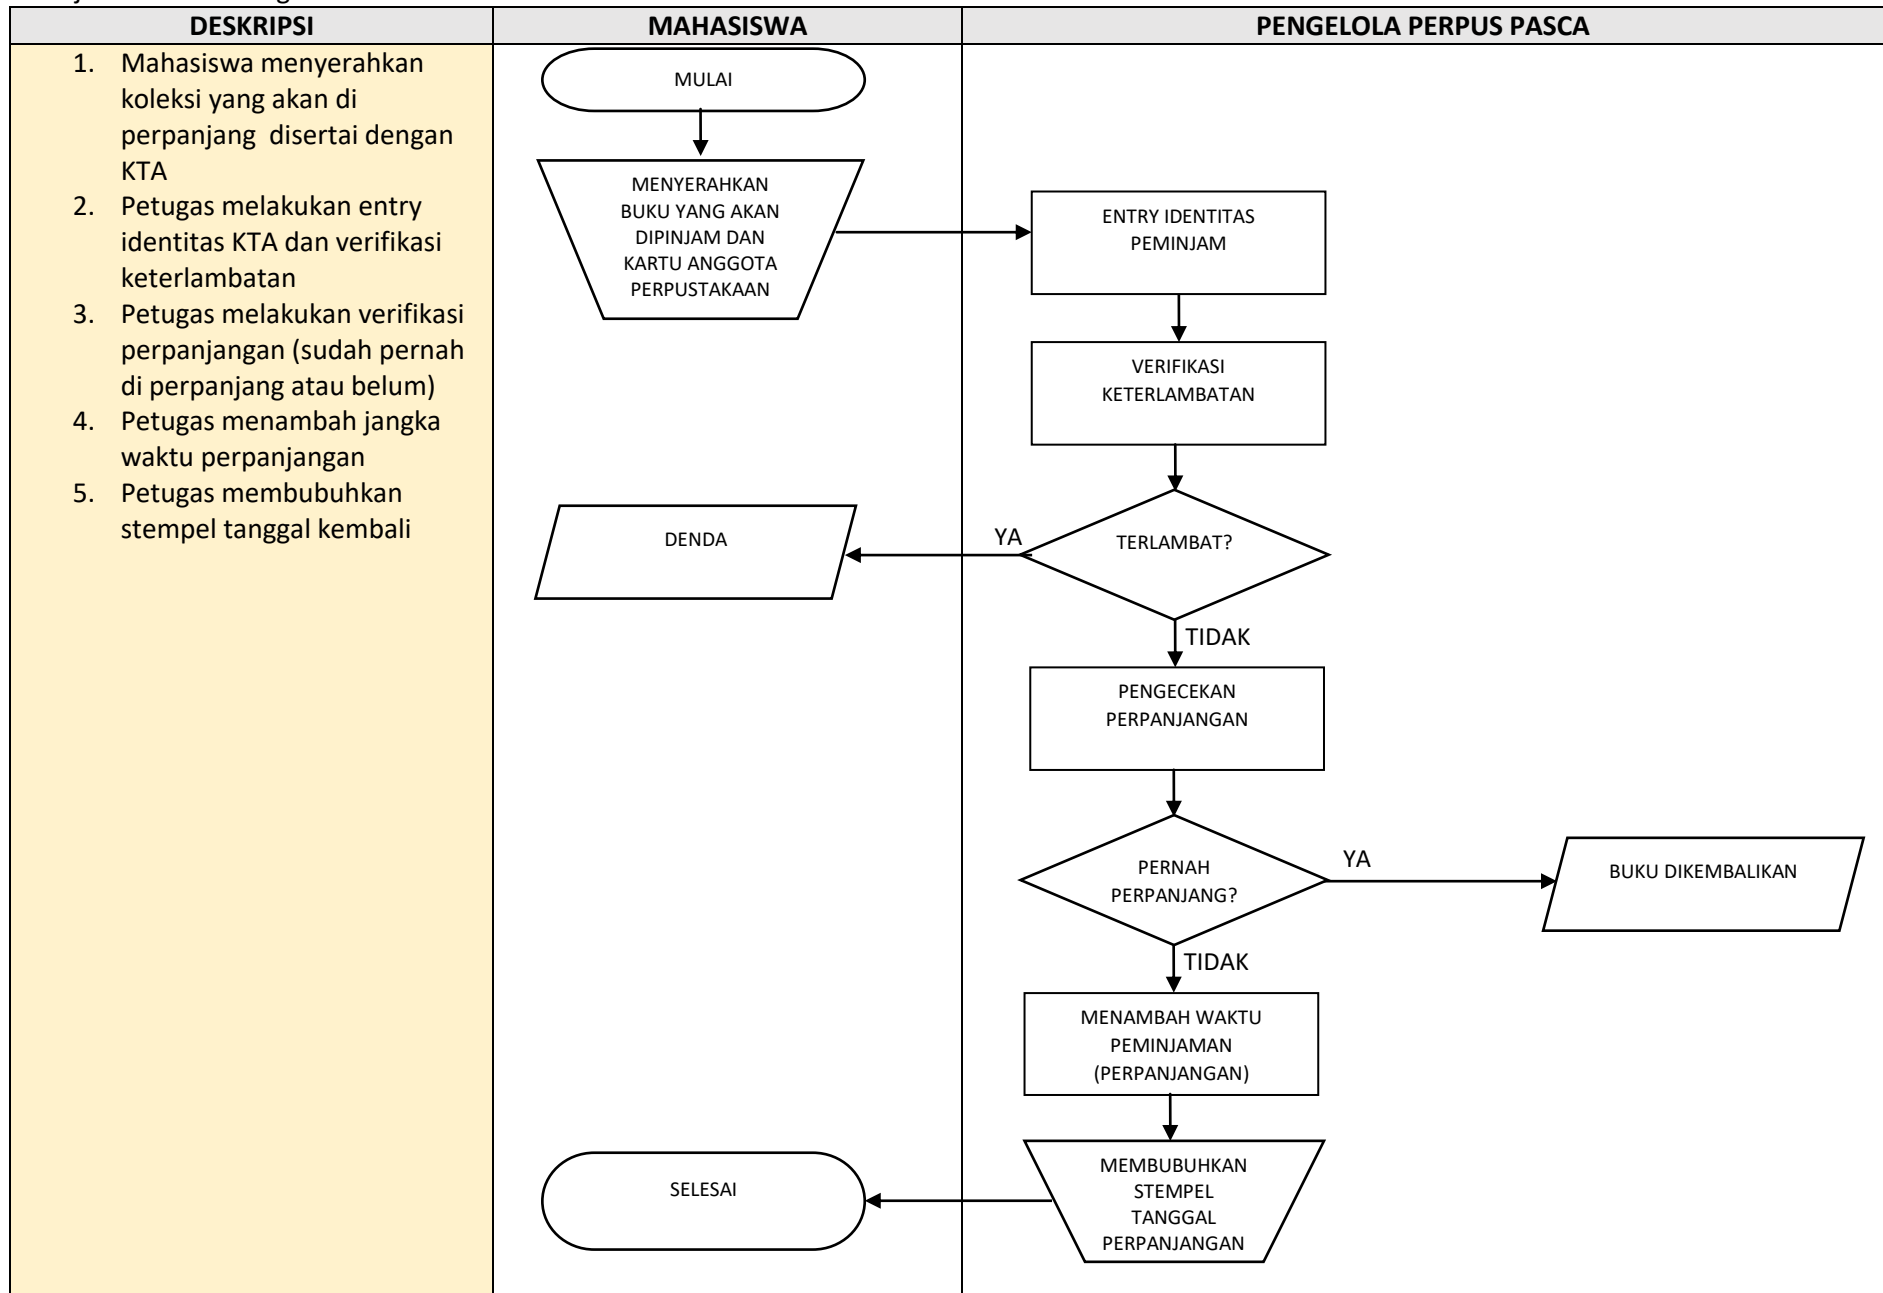 DESKRIPSI
MAHASISWA
PENGELOLA PERPUS PASCA
1. Mahasiswa menyerahkan
koleksi yang akan di
perpanjang disertai dengan
KTA
2. Petugas melakukan entry
identitas KTA dan verifikasi
keterlambatan
3. Petugas melakukan verifikasi
perpanjangan (sudah pernah
di perpanjang atau belum)
4. Petugas menambah jangka
waktu perpanjangan
5. Petugas membubuhkan
stempel tanggal kembali
MULAI
MENYERAHKAN
BUKU YANG AKAN
DIPINJAM DAN
KARTU ANGGOTA
PERPUSTAKAAN
ENTRY IDENTITAS
PEMINJAM
VERIFIKASI
KETERLAMBATAN
TERLAMBAT?
YA
DENDA
TIDAK
PENGECEKAN
PERPANJANGAN
PERNAH
PERPANJANG?
YA
BUKU DIKEMBALIKAN
TIDAK
MENAMBAH WAKTU
PEMINJAMAN
(PERPANJANGAN)
MEMBUBUHKAN
STEMPEL
TANGGAL
PERPANJANGAN
SELESAI